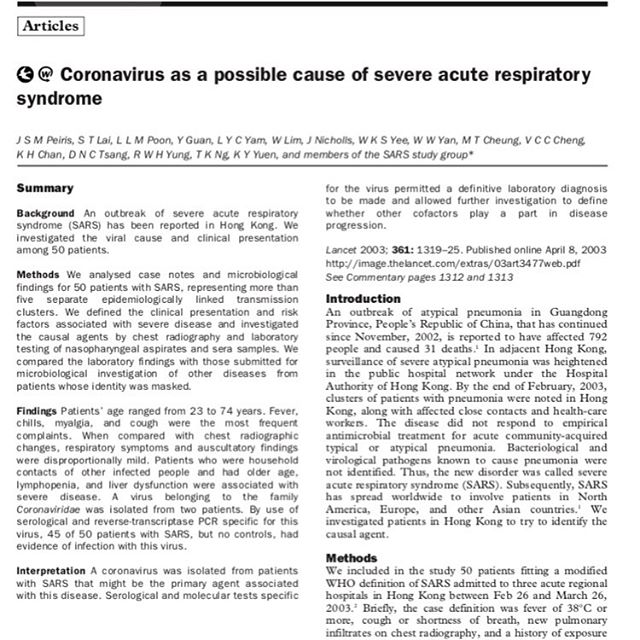 Articles
Coronavirus as a possible cause of severe acute respiratory
syndrome
J S M Peiris, S T Lai, L L M Poon, Y Guan, L Y C Yam, W Lim, J Nicholls, W K S Yee, W W Yan, M T Cheung, V C C Cheng,
K H Chan, D N C Tsang, R W H Yung, T K Ng, K Y Yuen, and members of the SARS study group*
Summary
Background An outbreak of severe acute respiratory
syndrome (SARS) has been reported in Hong Kong. We
investigated the viral cause and clinical presentation
among 50 patients.
Methods We analysed case notes and microbiological
findings for 50 patients with SARS, representing more than
five separate epidemiologically linked transmission
clusters. We defined the clinical presentation and risk
factors associated with severe disease and investigated
the causal agents by chest radiography and laboratory
testing of nasopharyngeal aspirates and sera samples. We
compared the laboratory findings with those submitted for
microbiological investigation of other diseases from
patients whose identity was masked.
Findings Patients' age ranged from 23 to 74 years. Fever,
chills, myalgia, and cough were the most frequent
complaints. When compared with chest radiographic
changes, respiratory symptoms and auscultatory findings
were disproportionally mild. Patients who were household
contacts of other infected people and had older age,
lymphopenia, and liver dysfunction were associated with
severe disease. A virus belonging to the family
Coronaviridae was isolated from two patients. By use of
serological and reverse-transcriptase PCR specific for this
virus, 45 of 50 patients with SARS, but no controls, had
evidence of infection with this virus.
Interpretation A coronavirus was isolated from patients
with SARS that might be the primary agent associated
with this disease. Serological and molecular tests specific
for the virus permitted a definitive laboratory diagnosis
to be made and allowed further investigation to define
whether other cofactors play a part in disease
progression.
Lancet 2003; 361: 1319–25. Published online April 8, 2003
http://image.thelancet.com/extras/03art3477web.pdf
See Commentary pages 1312 and 1313
Introduction
An outbreak of atypical pneumonia in Guangdong
Province, People's Republic of China, that has continued
since November, 2002, is reported to have affected 792
people and caused 31 deaths.¹ In adjacent Hong Kong,
surveillance of severe atypical pneumonia was heightened
in the public hospital network under the Hospital
Authority of Hong Kong. By the end of February, 2003,
clusters of patients with pneumonia were noted in Hong
Kong, along with affected close contacts and health-care
workers. The disease did not respond to empirical
antimicrobial treatment for acute community-acquired
typical or atypical pneumonia. Bacteriological and
virological pathogens known to cause pneumonia were
not identified. Thus, the new disorder was called severe
acute respiratory syndrome (SARS). Subsequently, SARS
has spread worldwide to involve patients in North
America, Europe, and other Asian countries.¹ We
investigated patients in Hong Kong to try to identify the
causal agent.
Methods
We included in the study 50 patients fitting a modified
WHO definition of SARS admitted to three acute regional
hospitals in Hong Kong between Feb 26 and March 26,
2003.² Briefly, the case definition was fever of 38°C or
more, cough or shortness of breath, new pulmonary
infiltrates on chest radiography, and a history of exposure